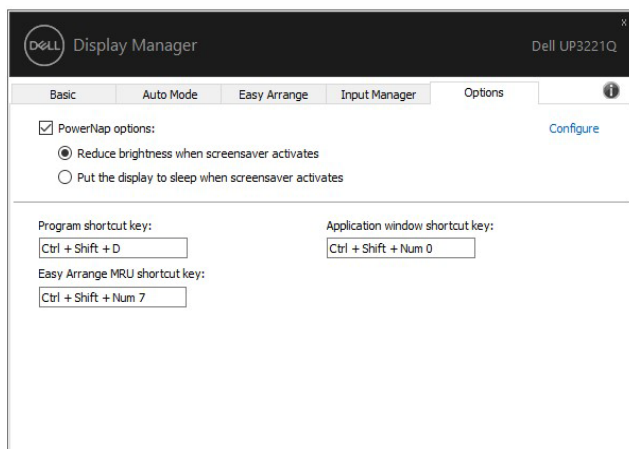 x
DELL Display Manager Dell UP3221Q
Basic Auto Mode Easy Arrange Input Manager Options i
PowerNap options: Configure
Reduce brightness when screensaver activates
Put the display to sleep when screensaver activates
Program shortcut key: Application window shortcut key:
Ctrl + Shift + D Ctrl + Shift + Num 0
Easy Arrange MRU shortcut key:
Ctrl + Shift + Num 7